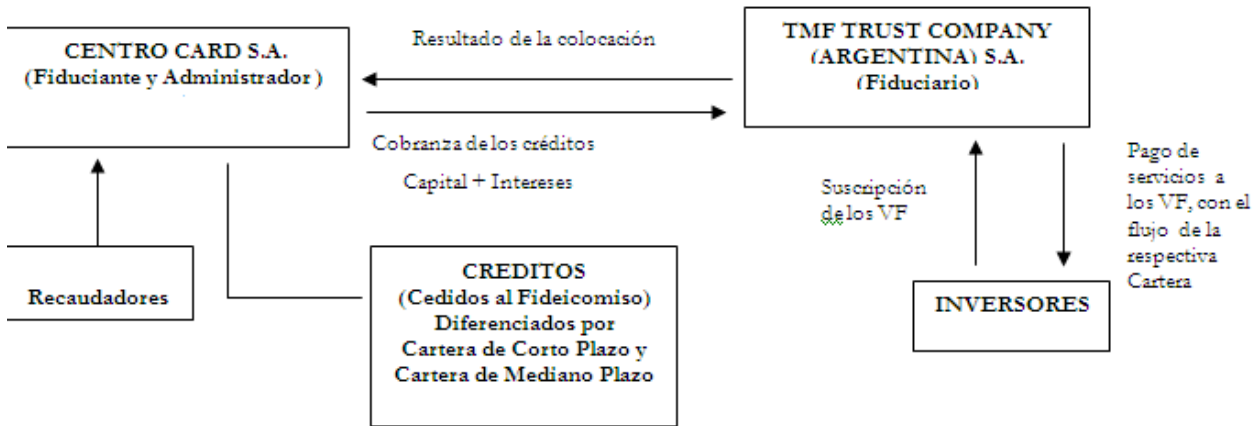 CENTRO CARD S.A.
(Fiduciante y Administrador )
Resultado de la colocación
TMF TRUST COMPANY
(ARGENTINA) S.A.
(Fiduciario)
Cobranza de los créditos
Capital + Intereses
Suscripción
de los VF
Pago de
servicios a
los VF, con el
flujo de la
respectiva
Cartera
Recaudadores
CREDITOS
(Cedidos al Fideicomiso)
Diferenciados por
Cartera de Corto Plazo y
Cartera de Mediano Plazo
INVERSORES